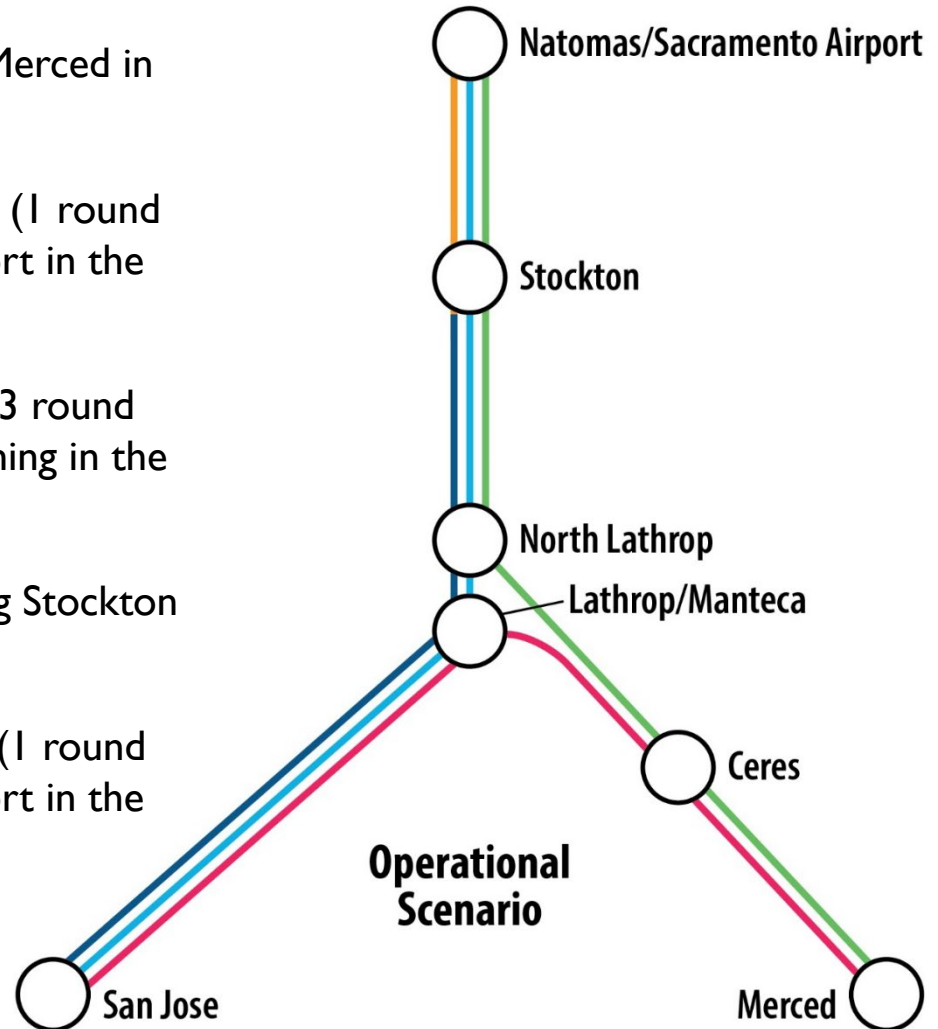 Merced in
(1 round
rt in the
3 round
ning in the
g Stockton
(1 round
rt in the
Natomas/Sacramento Airport
Stockton
North Lathrop
Lathrop/Manteca
Ceres
Operational
Scenario
San Jose
Merced